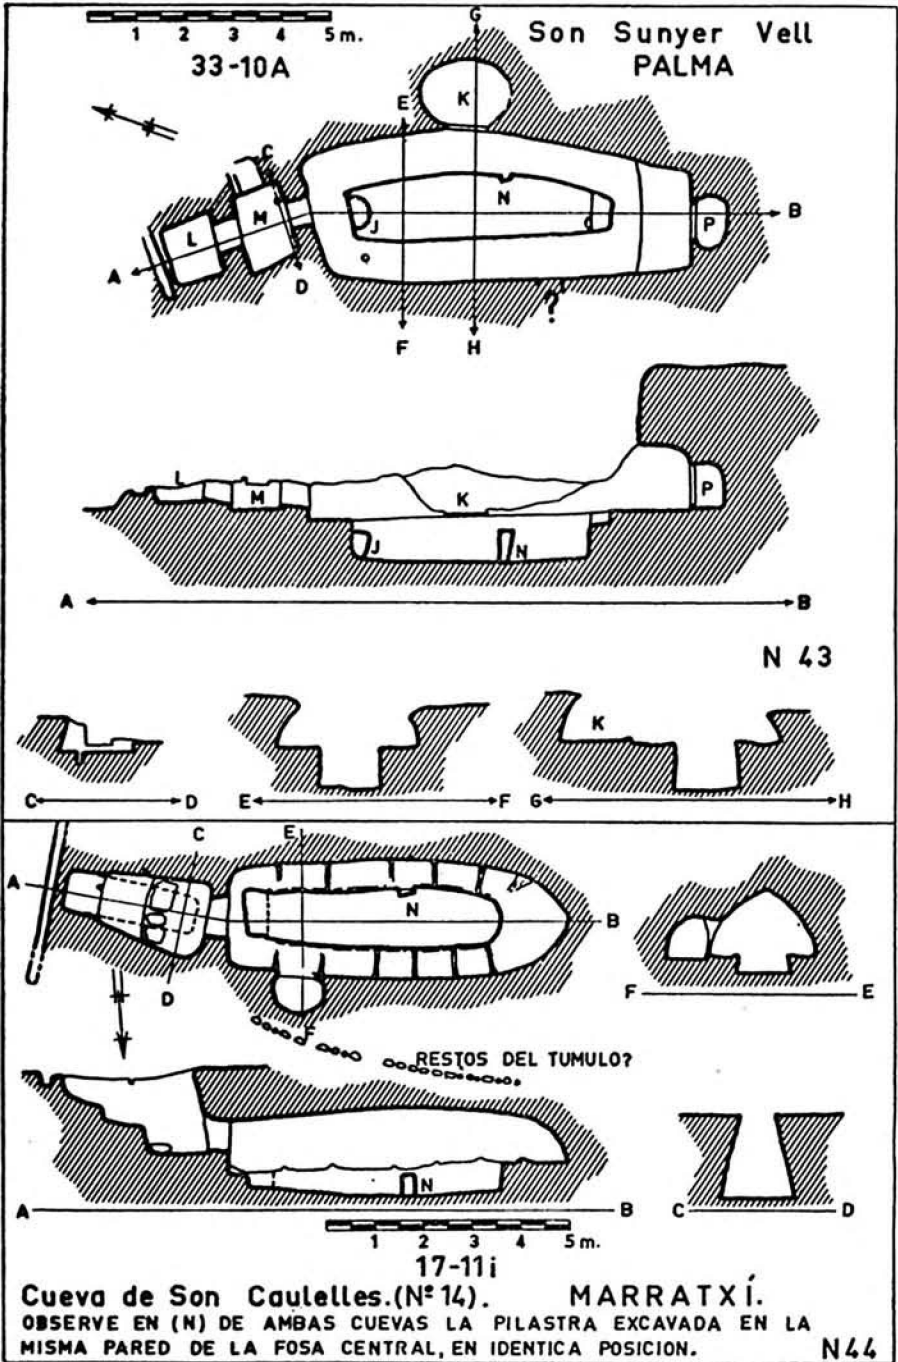 1 2 3 4 5 m.
33-10A
Son Sunyer Vell
PALMA
G
K
E
C
M
L
N
J
B
P
A
D
?
F
H
L
M
K
P
J
N
A
B
N 43
K
C
D
E
F
G
H
C
E
A
N
B
D
F
F
E
RESTOS DEL TUMULO?
N
A
B
C
D
1 2 3 4 5 m.
17-11i
Cueva de Son Caulelles.(Nº 14). MARRATXÍ.
OBSERVE EN (N) DE AMBAS CUEVAS LA PILASTRA EXCAVADA EN LA
MISMA PARED DE LA FOSA CENTRAL, EN IDENTICA POSICION.
N44